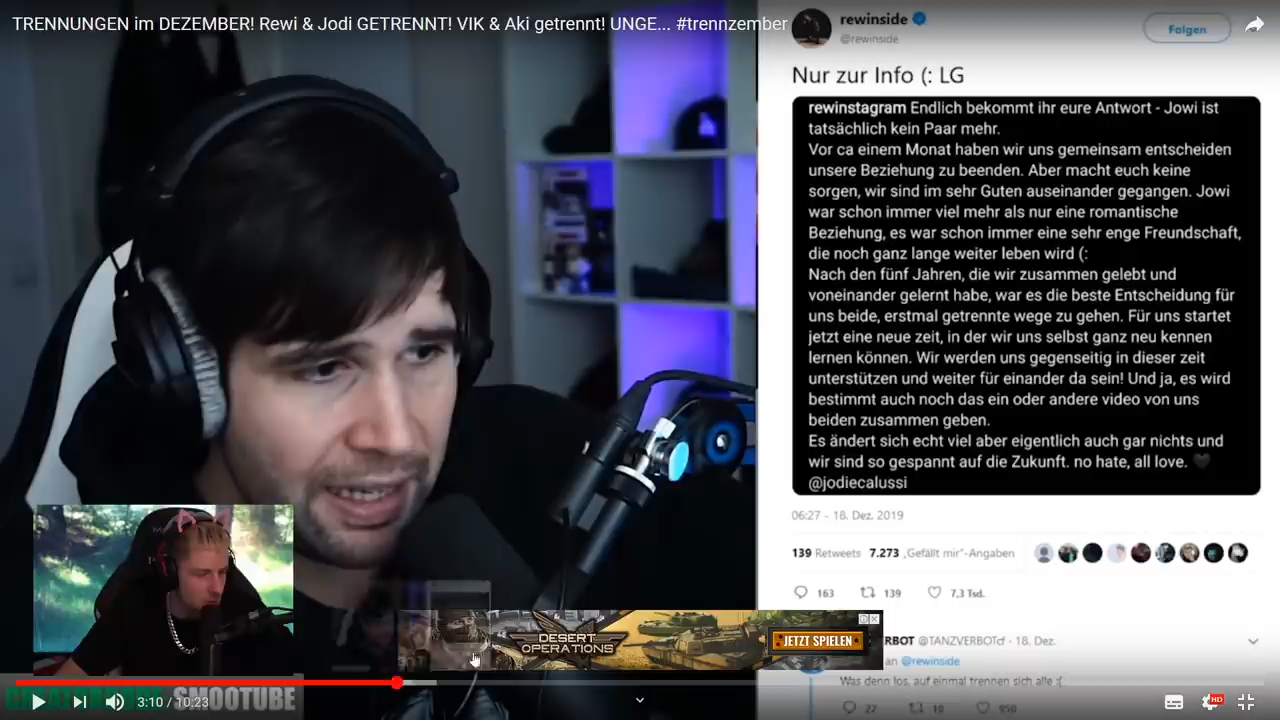 TRENNUNGEN im DEZEMBER! Rewi & Jodi GETRENNT! VIK & Aki getrennt! UNGE... #trennzember
rewinside
@rewinside
Folgen
Nur zur Info (: LG
rewinstagram Endlich bekommt ihr eure Antwort - Jowi ist
tatsächlich kein Paar mehr.
Vor ca einem Monat haben wir uns gemeinsam entscheiden
unsere Beziehung zu beenden. Aber macht euch keine
sorgen, wir sind im sehr Guten auseinander gegangen. Jowi
war schon immer viel mehr als nur eine romantische
Beziehung, es war schon immer eine sehr enge Freundschaft,
die noch ganz lange weiter leben wird (:
Nach den fünf Jahren, die wir zusammen gelebt und
voneinander gelernt habe, war es die beste Entscheidung für
uns beide, erstmal getrennte wege zu gehen. Für uns startet
jetzt eine neue zeit, in der wir uns selbst ganz neu kennen
lernen können. Wir werden uns gegenseitig in dieser zeit
unterstützen und weiter für einander da sein! Und ja, es wird
bestimmt auch noch das ein oder andere video von uns
beiden zusammen geben.
Es ändert sich echt viel aber eigentlich auch gar nichts und
wir sind so gespannt auf die Zukunft. no hate, all love. 🖤
@jodiecalussi
06:27 - 18. Dez. 2019
139 Retweets 7.273 „Gefällt mir"-Angaben
163 139 7,3 Tsd.
RBOT @TANZVERBOTcf · 18. Dez.
an @rewinside
Was denn los, auf einmal trennen sich alle :(
27 10 950
DESERT
OPERATIONS
JETZT SPIELEN
SHOOTUBE
3:10 / 10:23
HD